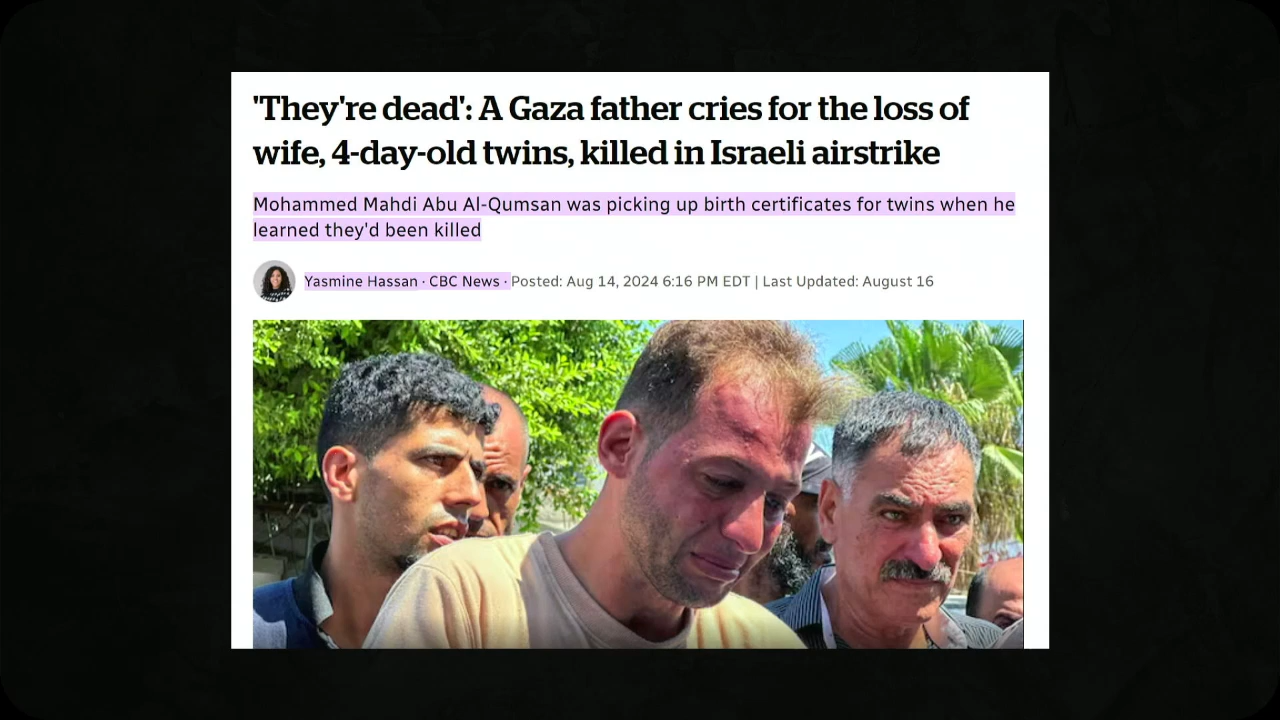 'They're dead': A Gaza father cries for the loss of
wife, 4-day-old twins, killed in Israeli airstrike
Mohammed Mahdi Abu Al-Qumsan was picking up birth certificates for twins when he
learned they'd been killed
Yasmine Hassan · CBC News · Posted: Aug 14, 2024 6:16 PM EDT | Last Updated: August 16